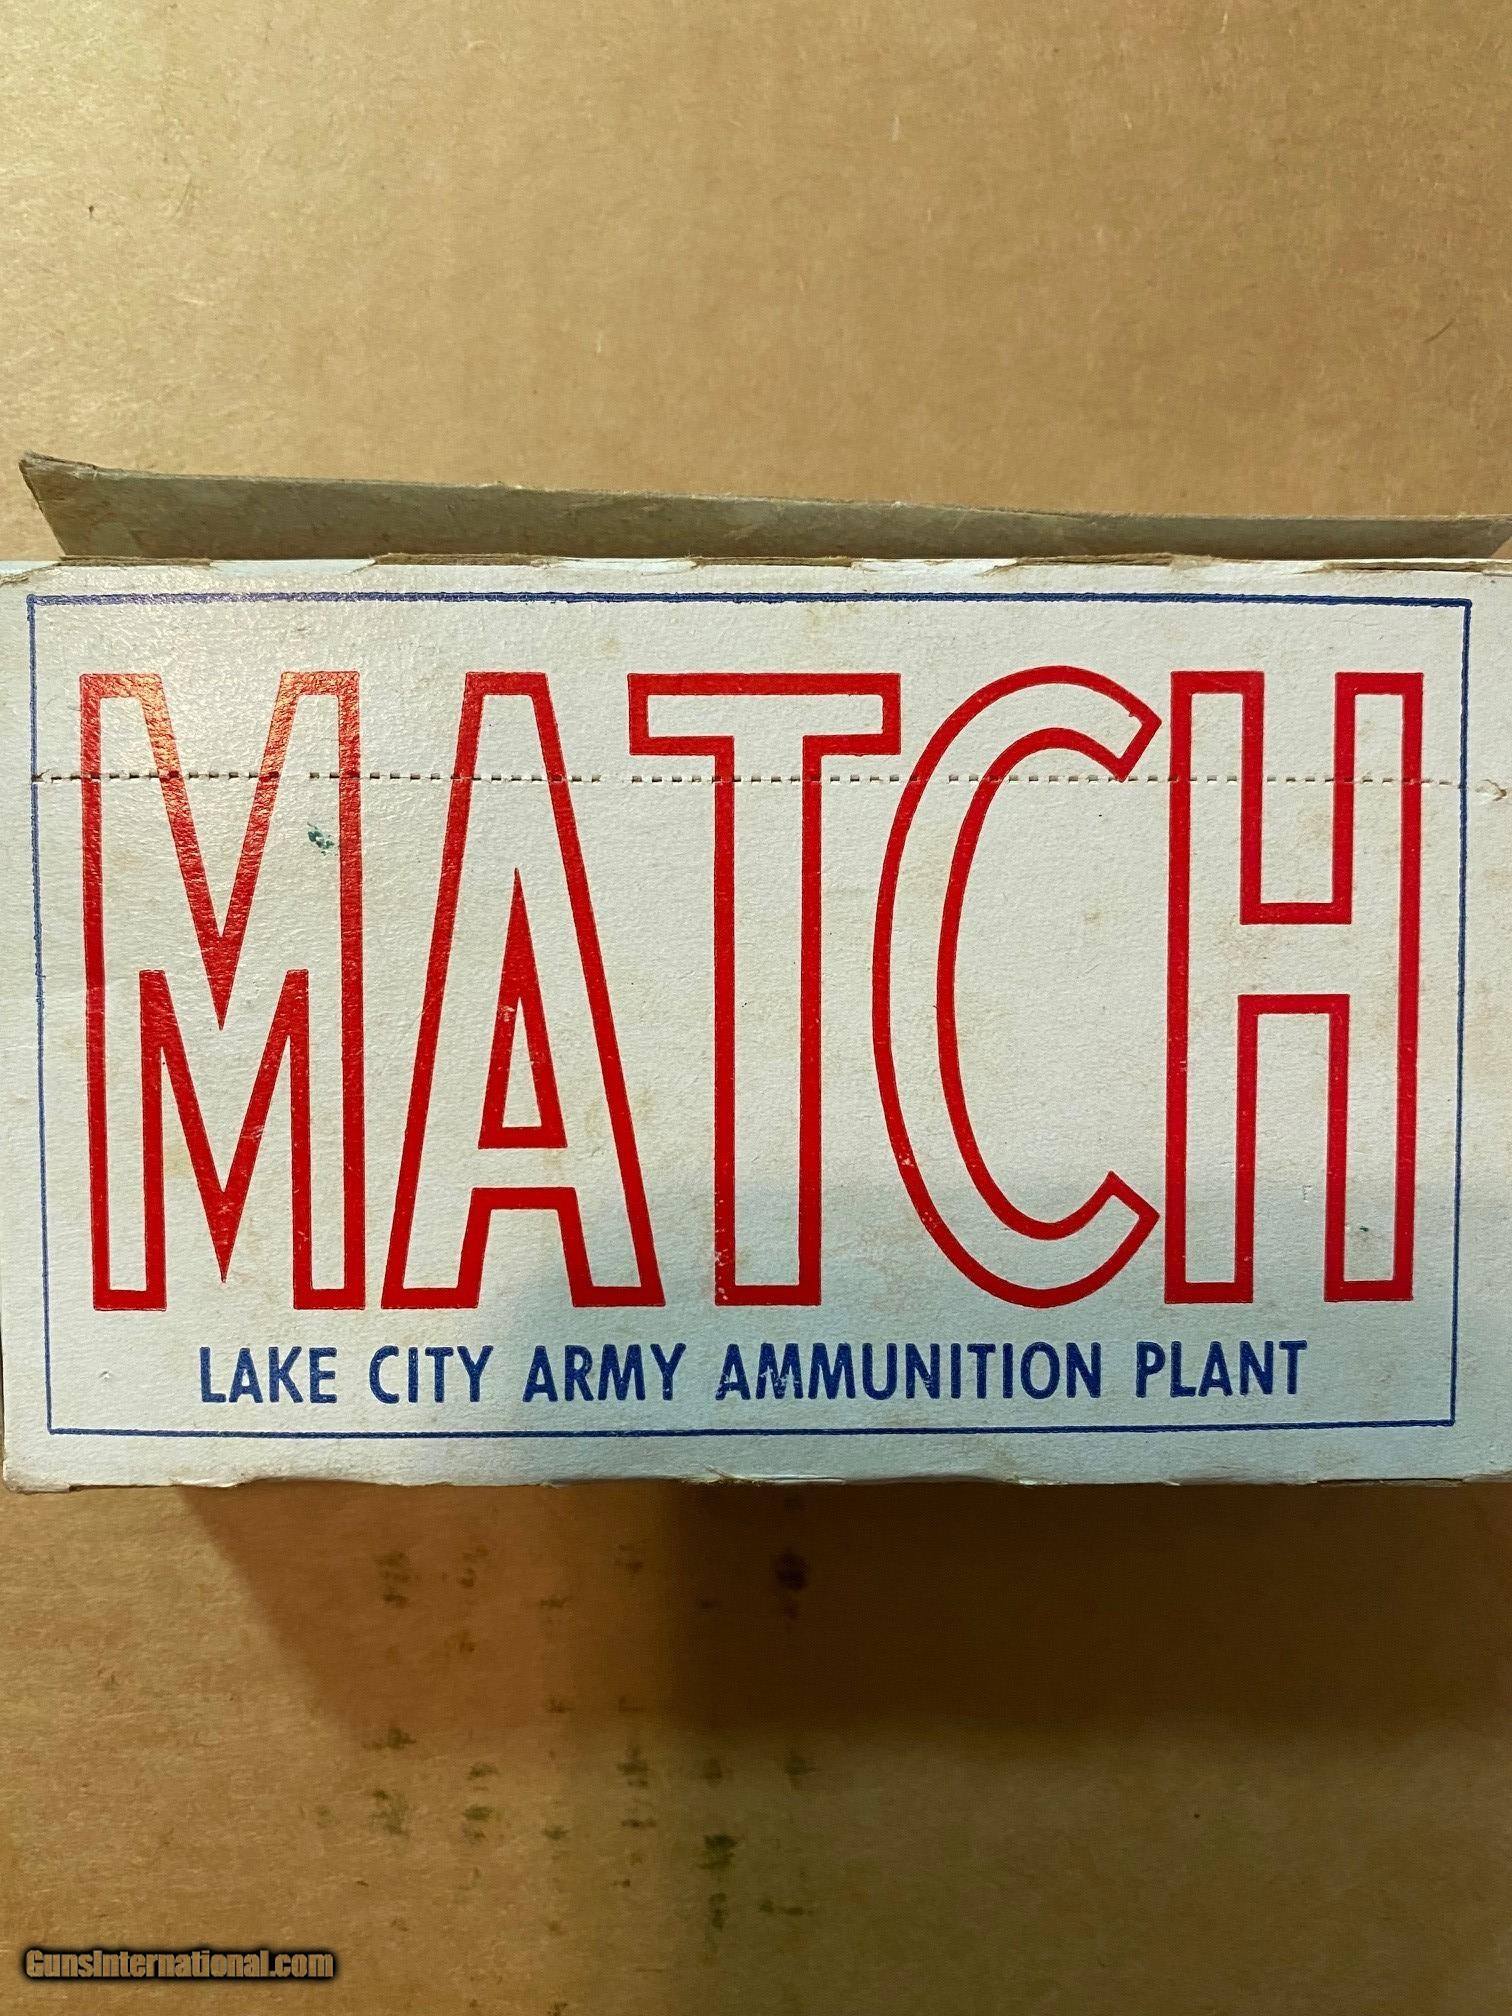 MATCH
LAKE CITY ARMY AMMUNITION PLANT
GunsInternational.com